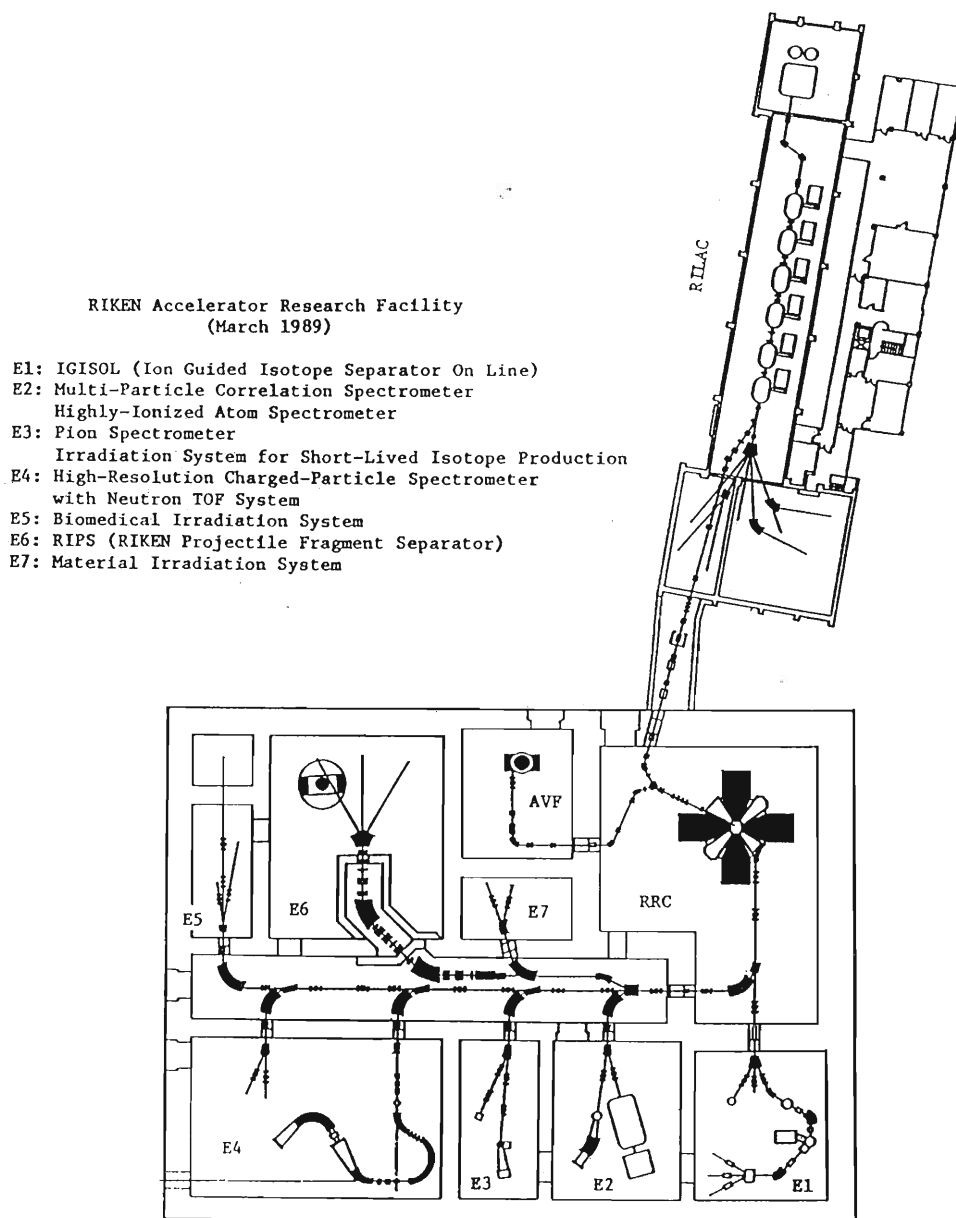 RILAC
RIKEN Accelerator Research Facility
(March 1989)
E1: IGISOL (Ion Guided Isotope Separator On Line)
E2: Multi-Particle Correlation Spectrometer
Highly-Ionized Atom Spectrometer
E3: Pion Spectrometer
Irradiation System for Short-Lived Isotope Production
E4: High-Resolution Charged-Particle Spectrometer
with Neutron TOF System
E5: Biomedical Irradiation System
E6: RIPS (RIKEN Projectile Fragment Separator)
E7: Material Irradiation System
AVF
RRC
E5
E6
E7
E4
E3
E2
E1